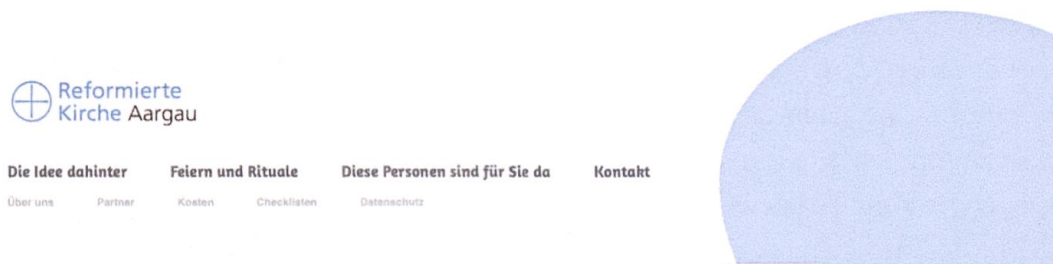 Reformierte
Kirche Aargau
Die Idee dahinter Feiern und Rituale Diese Personen sind für Sie da Kontakt
Über uns Partner Kosten Checklisten Datenschutz